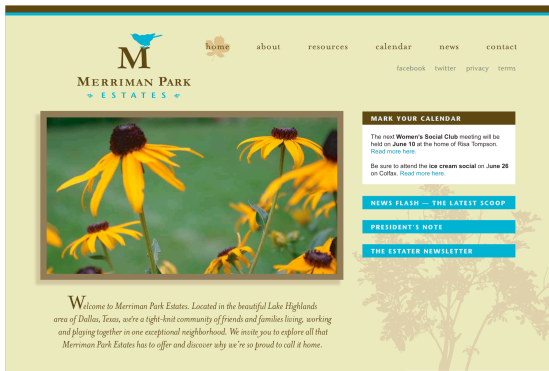 home about resources calendar news contact
facebook twitter privacy terms
M
MERRIMAN PARK
ESTATES
MARK YOUR CALENDAR
The next Women's Social Club meeting will be
held on June 10 at the home of Risa Tompson.
Read more here.
Be sure to attend the ice cream social on June 26
on Colfax. Read more here.
NEWS FLASH — THE LATEST SCOOP
PRESIDENT'S NOTE
THE ESTATER NEWSLETTER
Welcome to Merriman Park Estates. Located in the beautiful Lake Highlands
area of Dallas, Texas, we're a tight-knit community of friends and families living, working
and playing together in one exceptional neighborhood. We invite you to explore all that
Merriman Park Estates has to offer and discover why we're so proud to call it home.